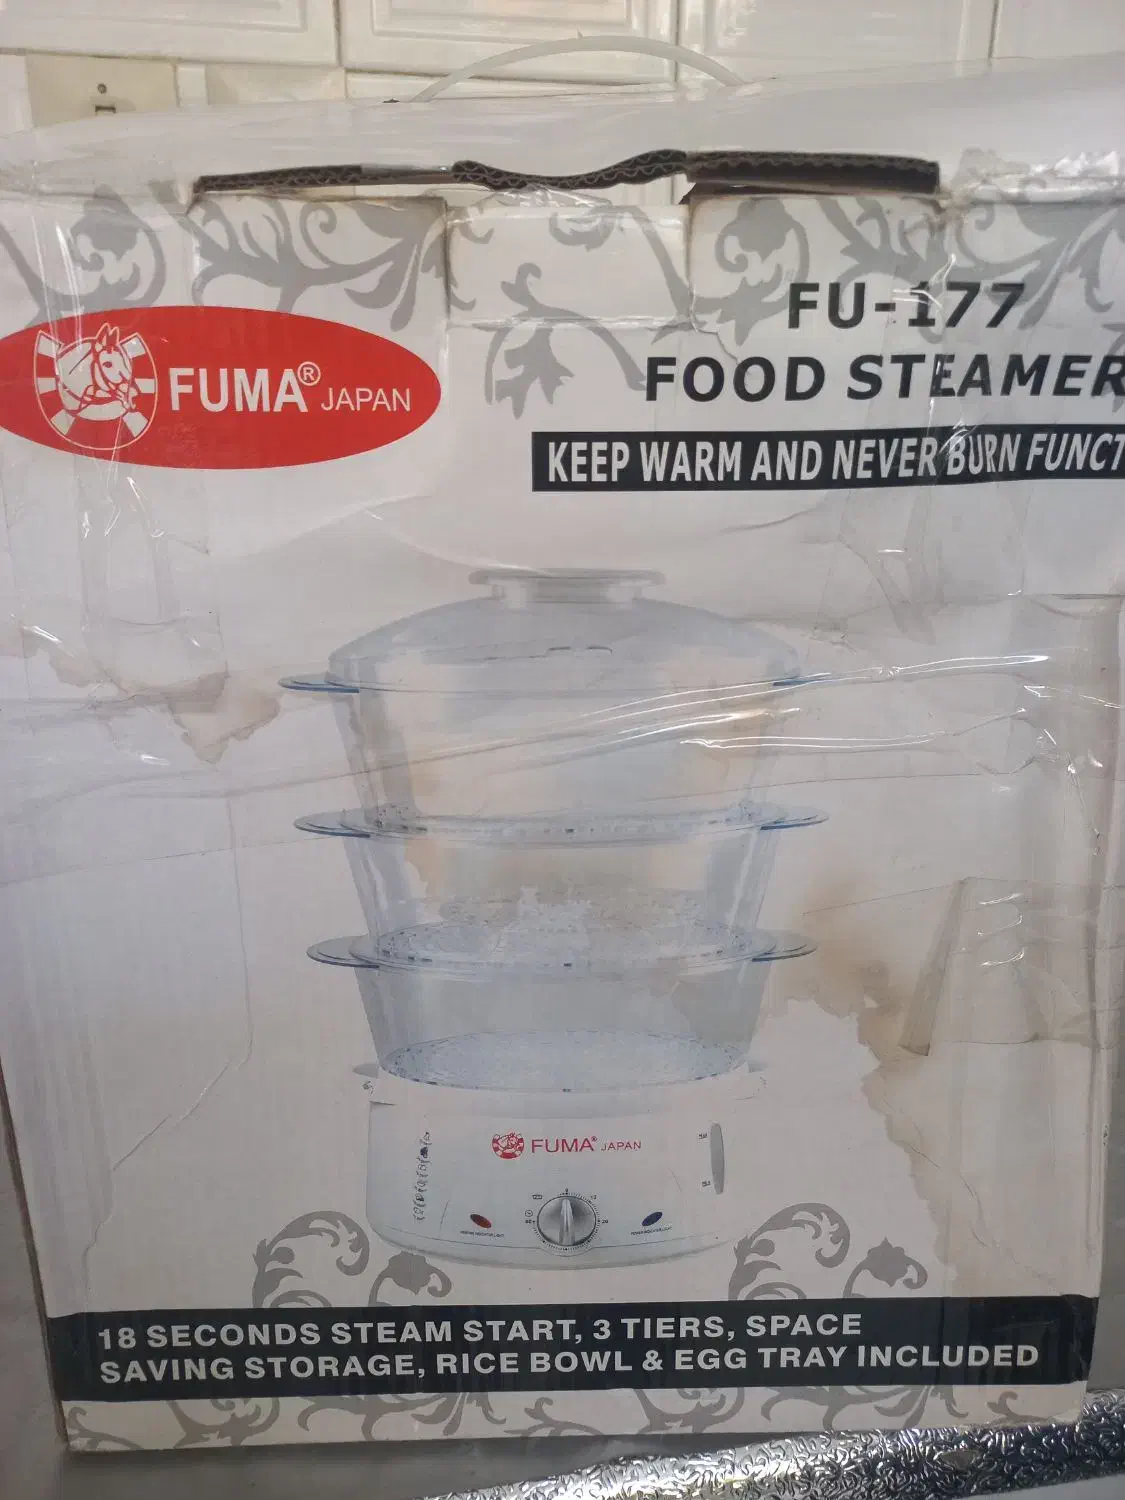 FU-177
FUMA® JAPAN
FOOD STEAMER
KEEP WARM AND NEVER BURN FUNCT
FUMA® JAPAN
18 SECONDS STEAM START, 3 TIERS, SPACE
SAVING STORAGE, RICE BOWL & EGG TRAY INCLUDED